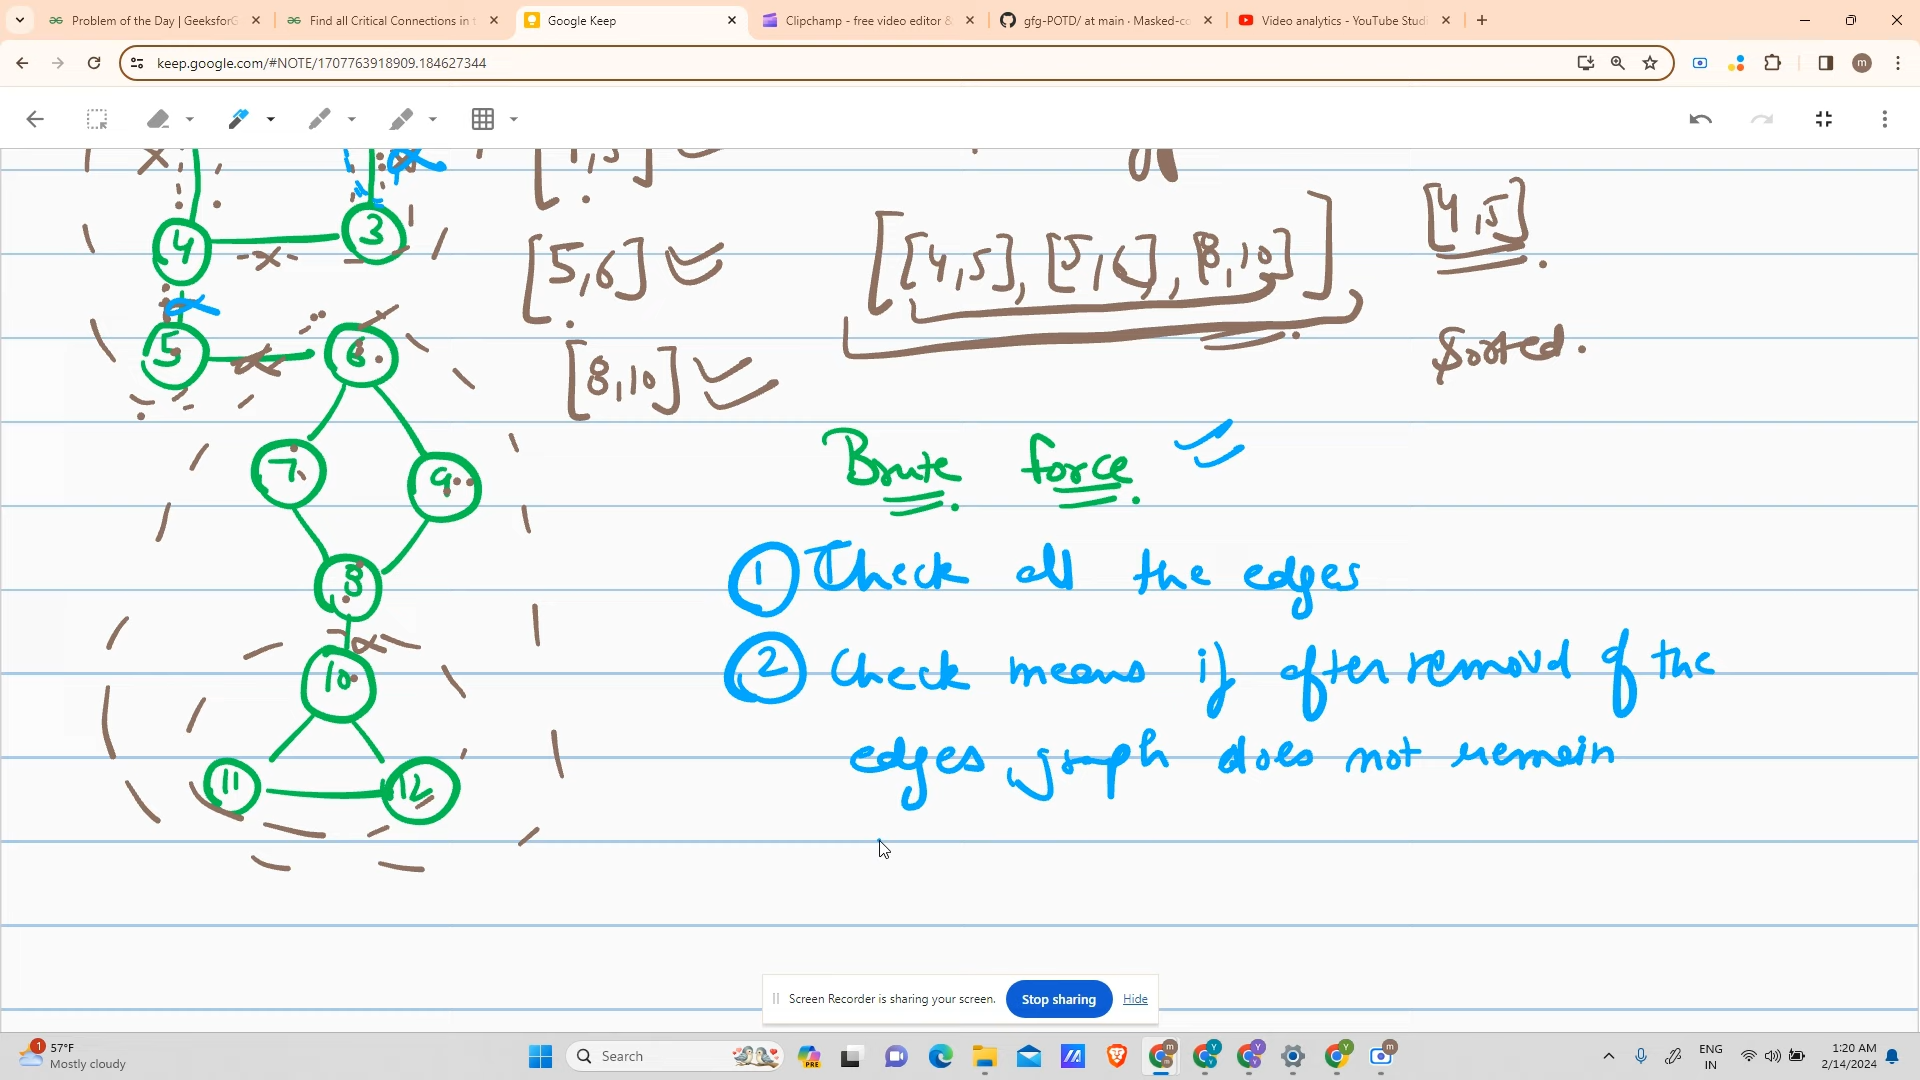 Problem of the Day | GeeksforG
Find all Critical Connections in t
Google Keep
Clipchamp - free video editor &
gfg-POTD/ at main · Masked-co
Video analytics - YouTube Studi
keep.google.com/#NOTE/1707763918909.184627344
m
4
3
5
6
7
9
8
10
11
12
[5,6]
[8,10]
[[4,5], [5,6], 8,10]]
[4,5]
Sorted.
Brute force
1 Check all the edges
2 Check means if after removal of the
edges, graph does not remain
Screen Recorder is sharing your screen.
Stop sharing
Hide
1
57°F
Mostly cloudy
Search
PRE
ENG
IN
1:20 AM
2/14/2024